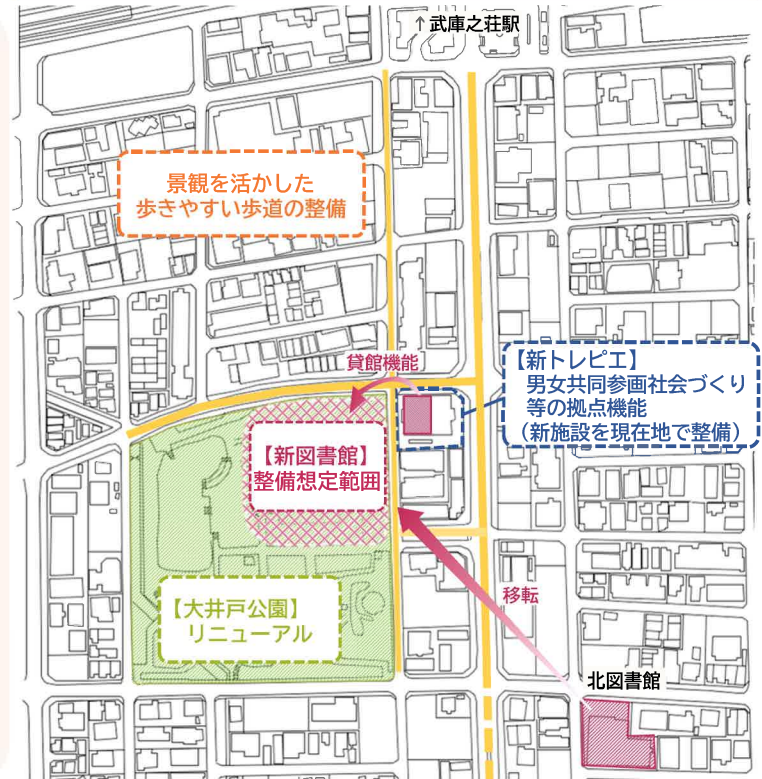 ↑武庫之荘駅
景観を活かした
歩きやすい歩道の整備
貸館機能
【新トレピエ】
男女共同参画社会づくり
等の拠点機能
（新施設を現在地で整備）
【新図書館】
整備想定範囲
移転
【大井戸公園】
リニューアル
北図書館